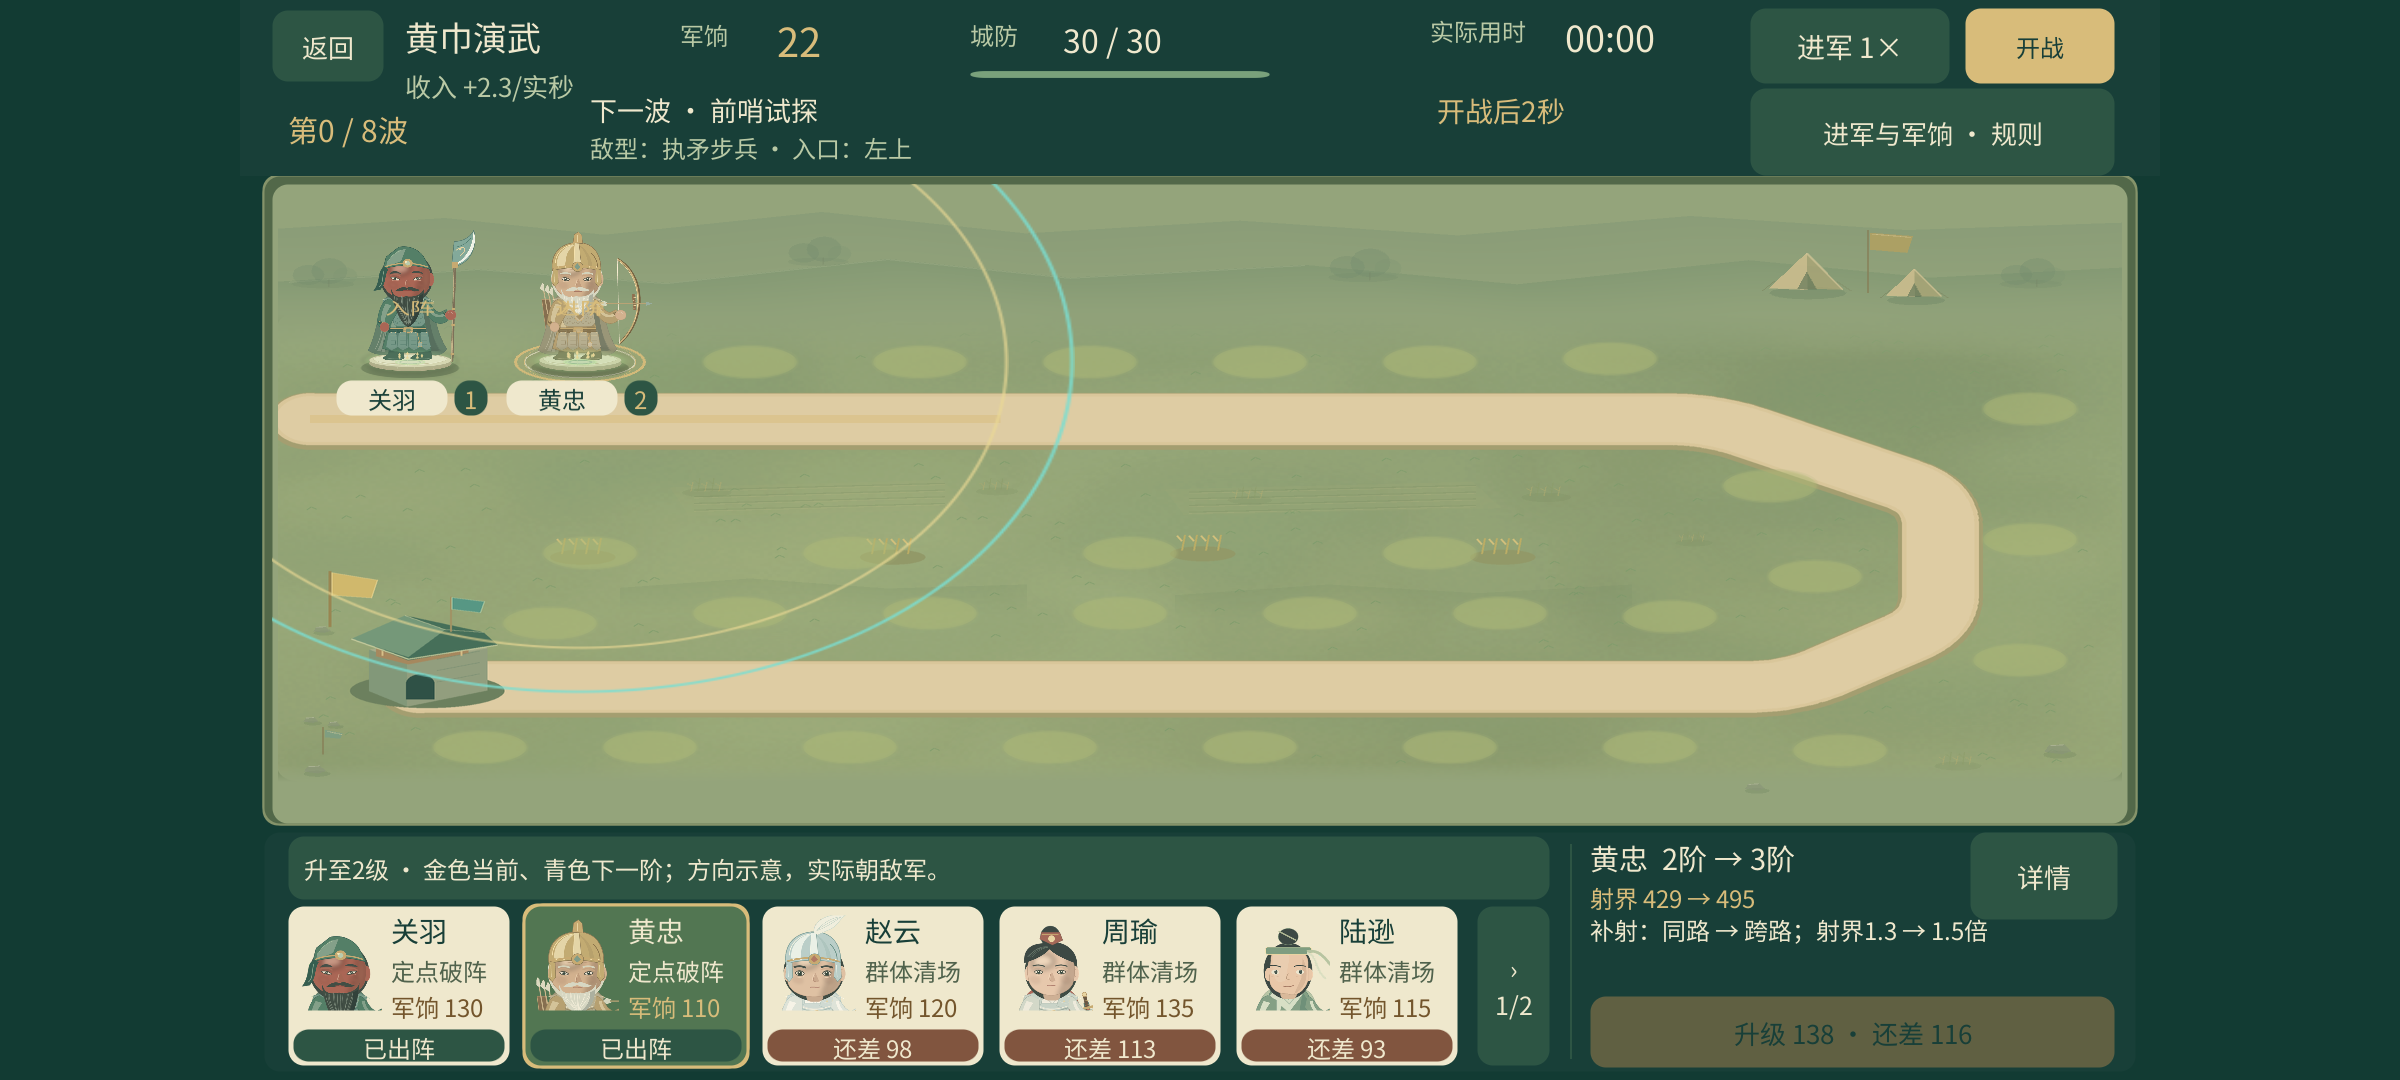 返回
黄巾演武
收入 +2.3/实秒
军饷 22
城防 30 / 30
实际用时 00:00
进军 1×
开战
第0 / 8波
下一波 · 前哨试探
敌型：执矛步兵 · 入口：左上
开战后2秒
进军与军饷 · 规则
入阵
关羽 1
黄忠 2
升至2级 · 金色当前、青色下一阶；方向示意，实际朝敌军。
关羽
定点破阵
军饷 130
已出阵
黄忠
定点破阵
军饷 110
已出阵
赵云
群体清场
军饷 120
还差 98
周瑜
群体清场
军饷 135
还差 113
陆逊
群体清场
军饷 115
还差 93
›
1/2
黄忠 2阶 → 3阶
射界 429 → 495
补射：同路 → 跨路；射界1.3 → 1.5倍
详情
升级 138 · 还差 116